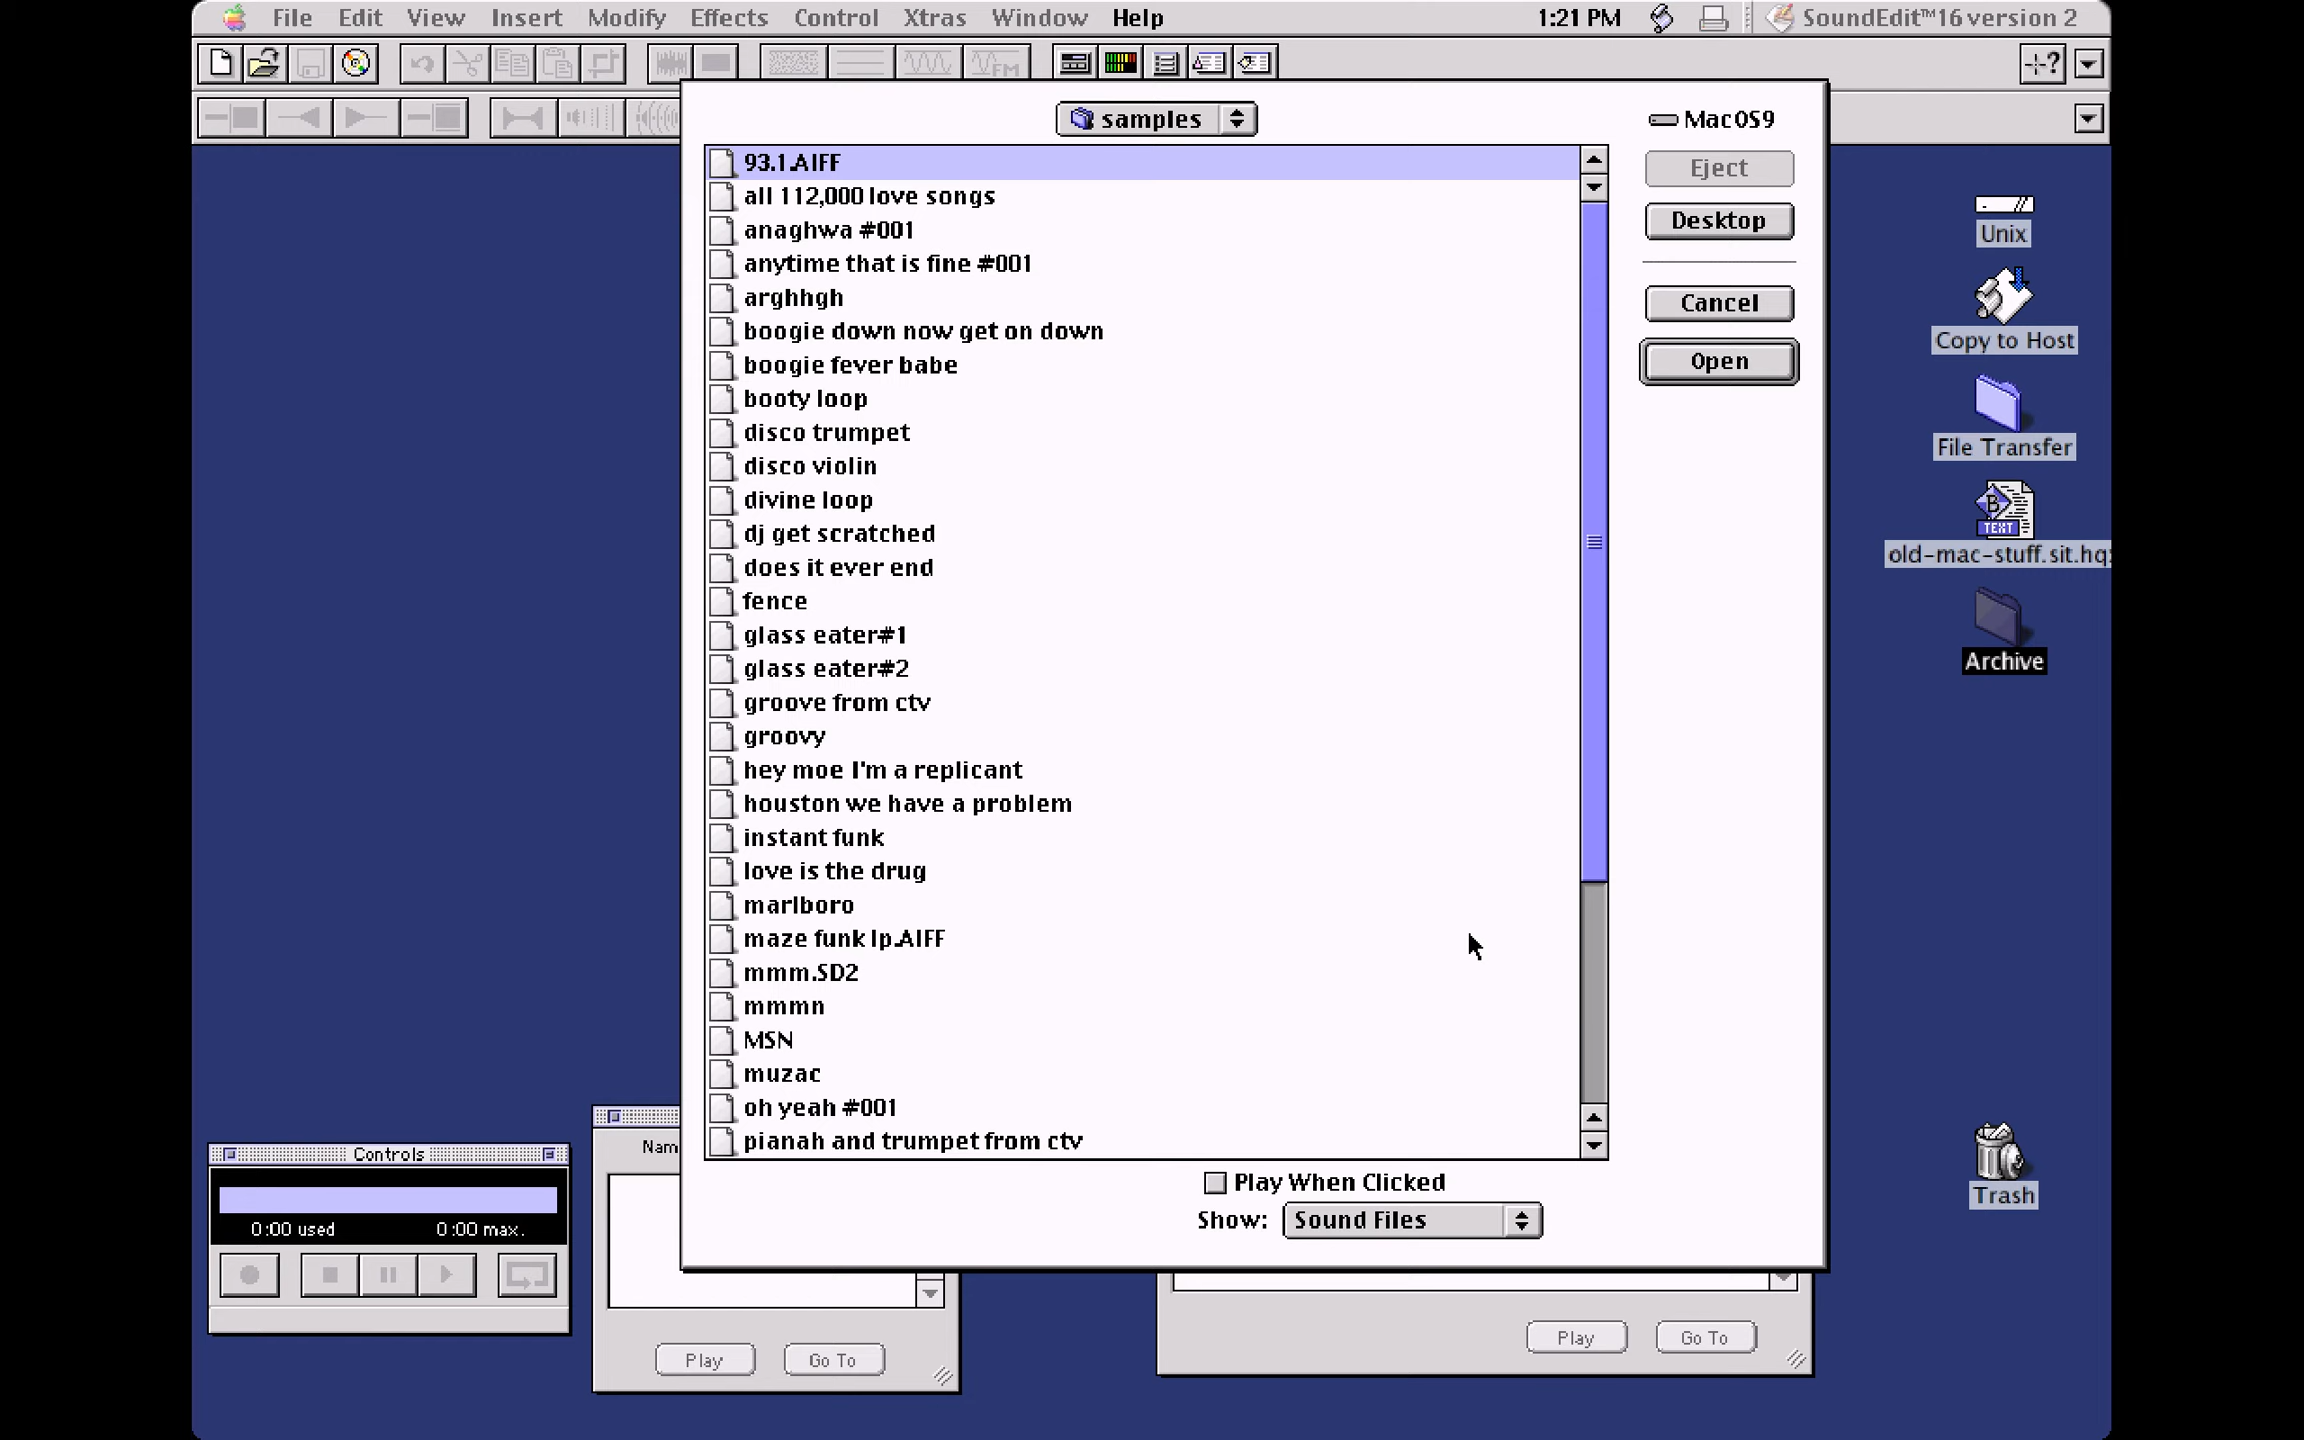 File Edit View Insert Modify Effects Control Xtras Window Help 1:21 PM SoundEdit™16 version 2
FM
?
samples
MacOS9
93.1.AIFF
all 112,000 love songs
anaghwa #001
anytime that is fine #001
arghhgh
boogie down now get on down
boogie fever babe
booty loop
disco trumpet
disco violin
divine loop
dj get scratched
does it ever end
fence
glass eater#1
glass eater#2
groove from ctv
groovy
hey moe I'm a replicant
houston we have a problem
instant funk
love is the drug
marlboro
maze funk lp.AIFF
mmm.SD2
mmmn
MSN
muzac
oh yeah #001
pianah and trumpet from ctv
Eject
Desktop
Cancel
Open
Play When Clicked
Show: Sound Files
Unix
Copy to Host
File Transfer
B
TEXT
old-mac-stuff.sit.hq
Archive
Trash
Controls
0:00 used 0:00 max.
Nam
Play Go To
Play Go To